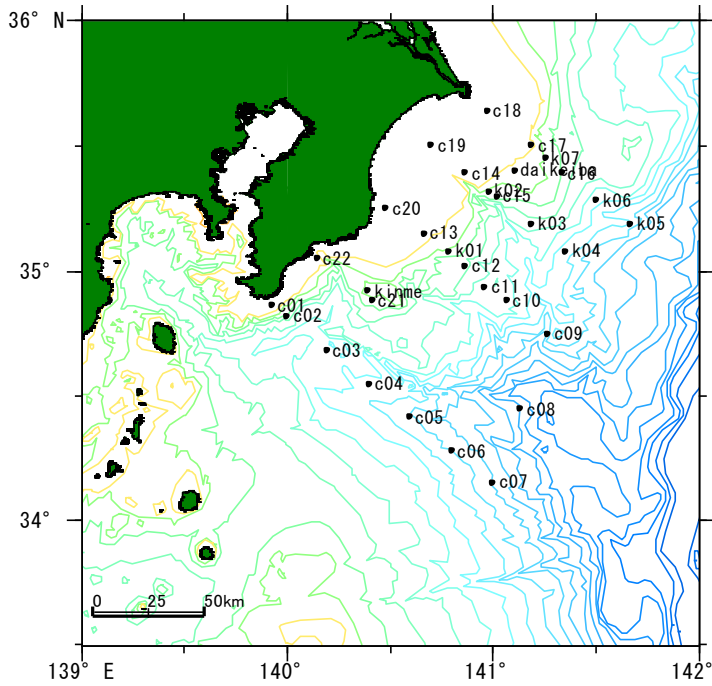 36° N
c18
c19
c17
k07
daikeiba
c14
c16
k02
c15
k06
c20
k03
k05
c13
k01
k04
c22
35°
c12
c11
kinme
c21
c10
c01
c02
c09
c03
c04
c08
c05
c06
c07
34°
0 25 50km
139° E 140° 141° 142°